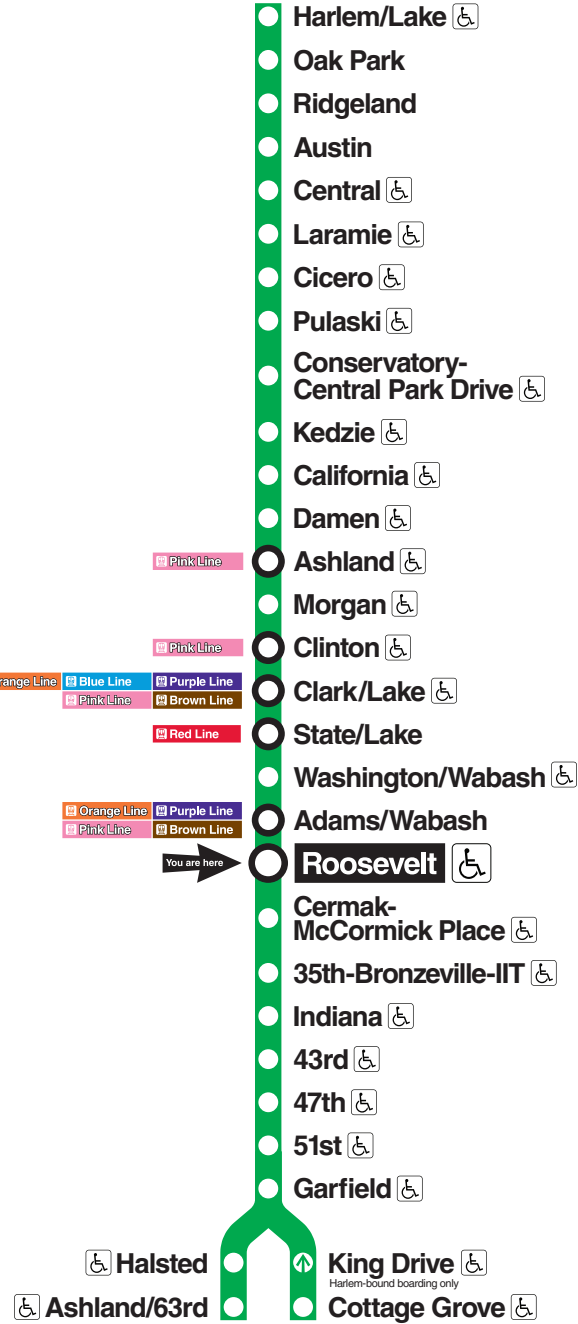 Harlem/Lake
Oak Park
Ridgeland
Austin
Central
Laramie
Cicero
Pulaski
Conservatory-
Central Park Drive
Kedzie
California
Damen
Pink Line
Ashland
Morgan
Pink Line
Clinton
range Line Blue Line Purple Line
Pink Line Brown Line
Clark/Lake
Red Line
State/Lake
Washington/Wabash
Orange Line Purple Line
Pink Line Brown Line
Adams/Wabash
You are here
Roosevelt
Cermak-
McCormick Place
35th-Bronzeville-IIT
Indiana
43rd
47th
51st
Garfield
Halsted
King Drive
Harlem-bound boarding only
Ashland/63rd
Cottage Grove